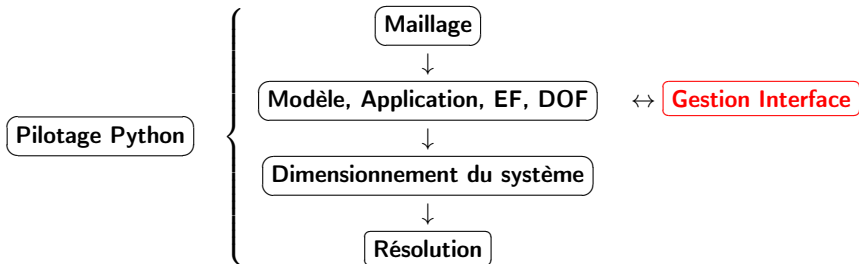 Maillage
↓
Modèle, Application, EF, DOF ↔ Gestion Interface
Pilotage Python
↓
Dimensionnement du système
↓
Résolution